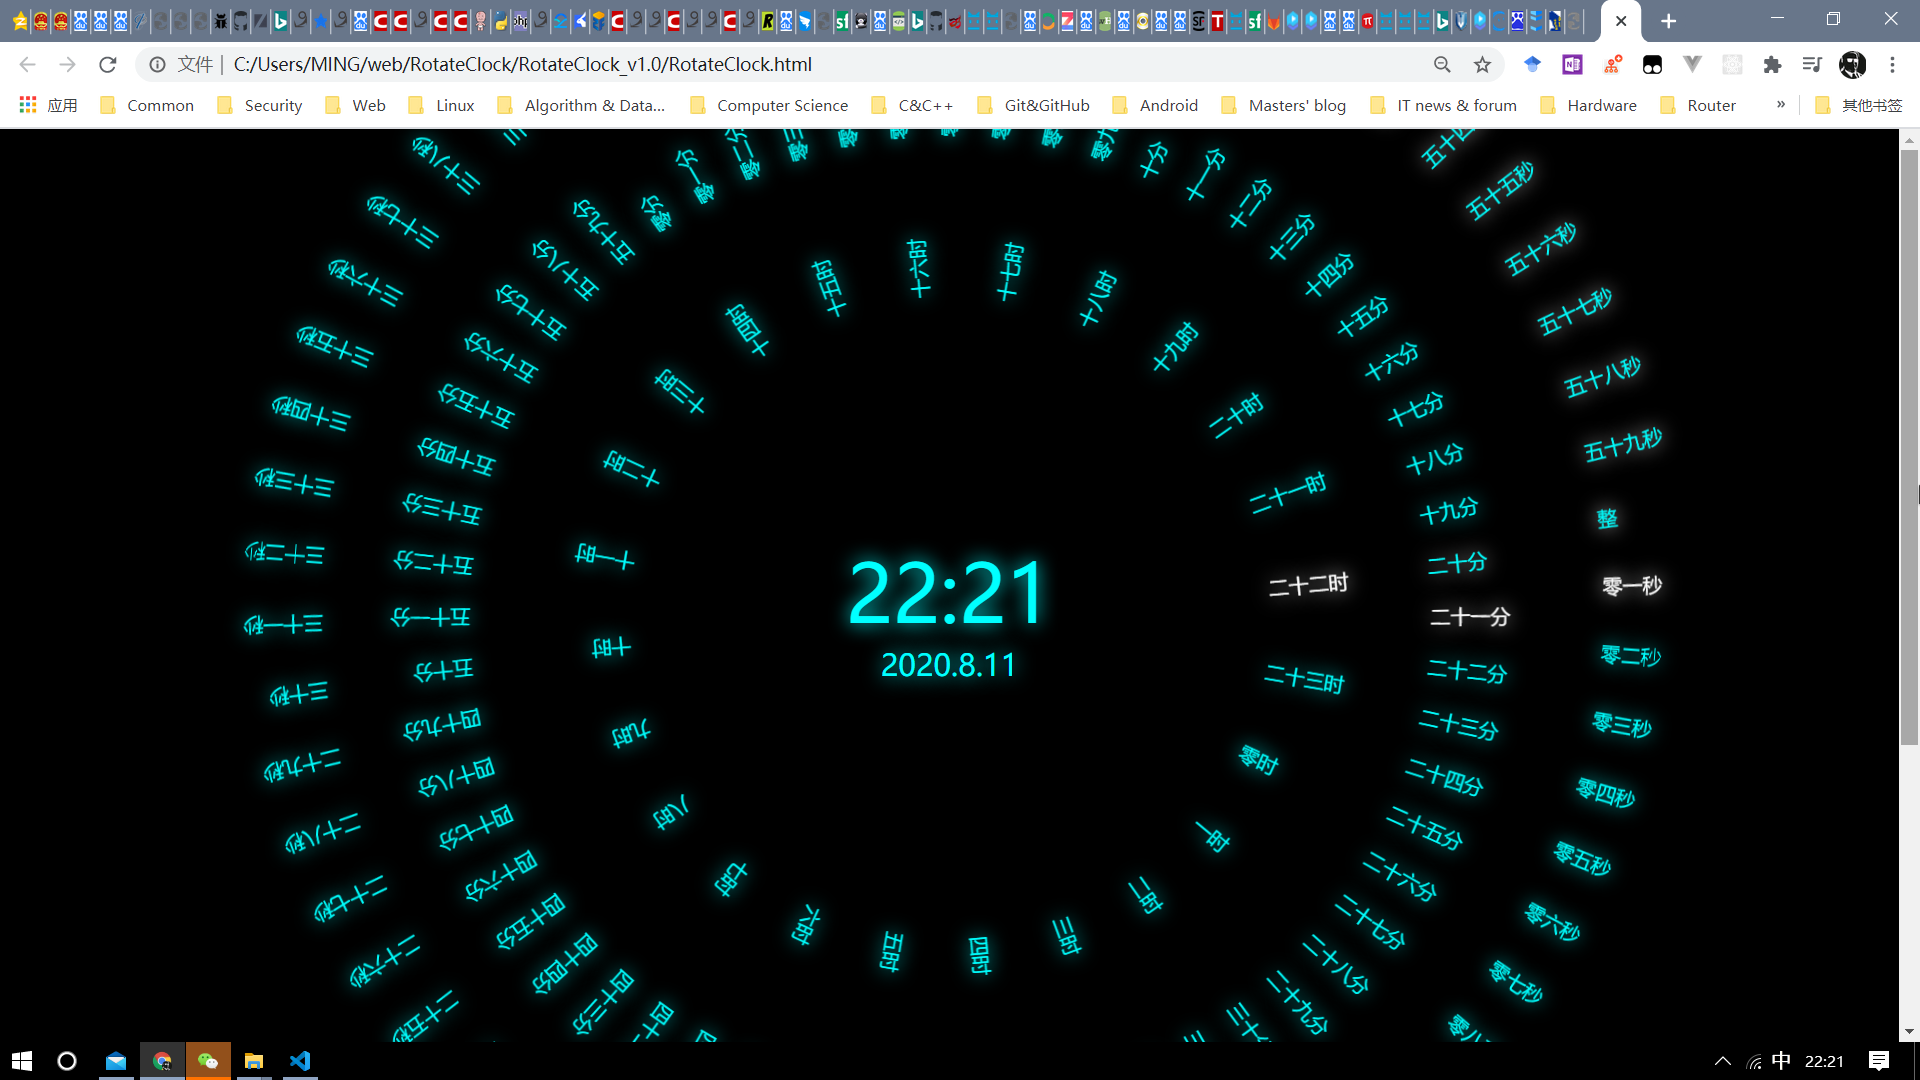 文件 | C:/Users/MING/web/RotateClock/RotateClock_v1.0/RotateClock.html
应用 Common Security Web Linux Algorithm & Data... Computer Science C&C++ Git&GitHub Android Masters' blog IT news & forum Hardware Router » 其他书签
22:21
2020.8.11
十一时
十二时
十三时
十四时
十五时
十六时
十七时
十八时
十九时
二十时
二十一时
二十二时
二十三时
零时
一时
二时
三时
四时
五时
六时
七时
八时
九时
十时
零分
零一分
零二分
十分
十一分
十二分
十三分
十四分
十五分
十六分
十七分
十八分
十九分
二十分
二十一分
二十二分
二十三分
二十四分
二十五分
二十六分
二十七分
二十八分
二十九分
四十三分
四十四分
四十五分
四十六分
四十七分
四十八分
四十九分
五十分
五十一分
五十二分
五十三分
五十四分
五十五分
五十六分
五十七分
五十八分
五十九分
五十五秒
五十六秒
五十七秒
五十八秒
五十九秒
整
零一秒
零二秒
零三秒
零四秒
零五秒
零六秒
零七秒
二十五秒
二十六秒
二十七秒
二十八秒
二十九秒
三十秒
三十一秒
三十二秒
三十三秒
三十四秒
三十五秒
三十六秒
三十七秒
三十八秒
中 22:21